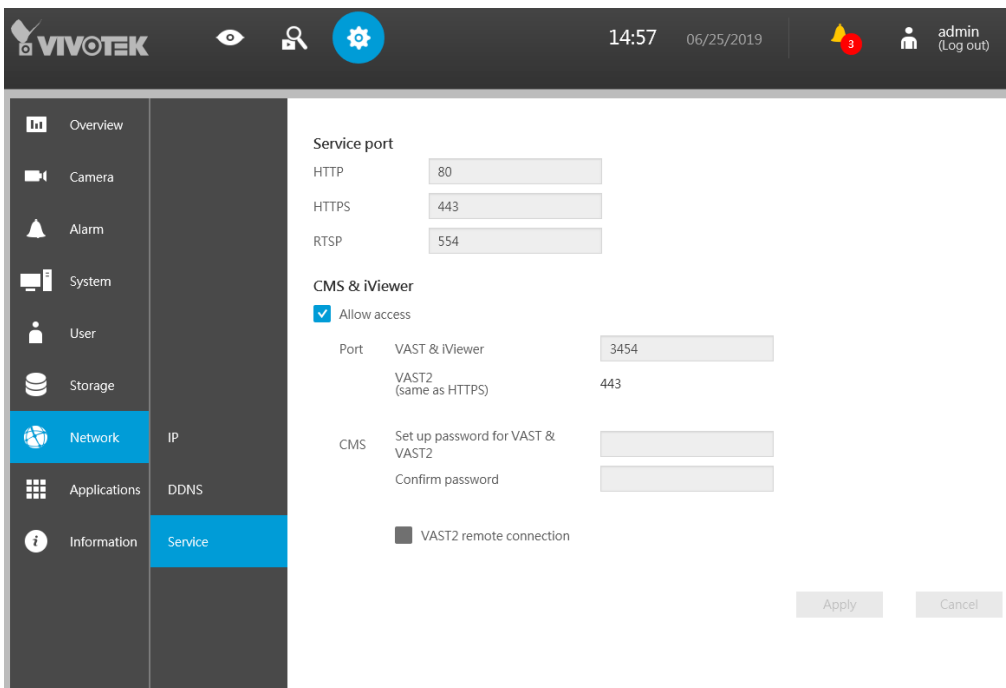 VIVOTEK
14:57 06/25/2019 3 admin
(Log out)
Overview
Camera
Alarm
System
User
Storage
Network
Applications
Information
IP
DDNS
Service
Service port
HTTP 80
HTTPS 443
RTSP 554
CMS & iViewer
Allow access
Port VAST & iViewer 3454
VAST2
(same as HTTPS) 443
CMS Set up password for VAST &
VAST2
Confirm password
VAST2 remote connection
Apply Cancel